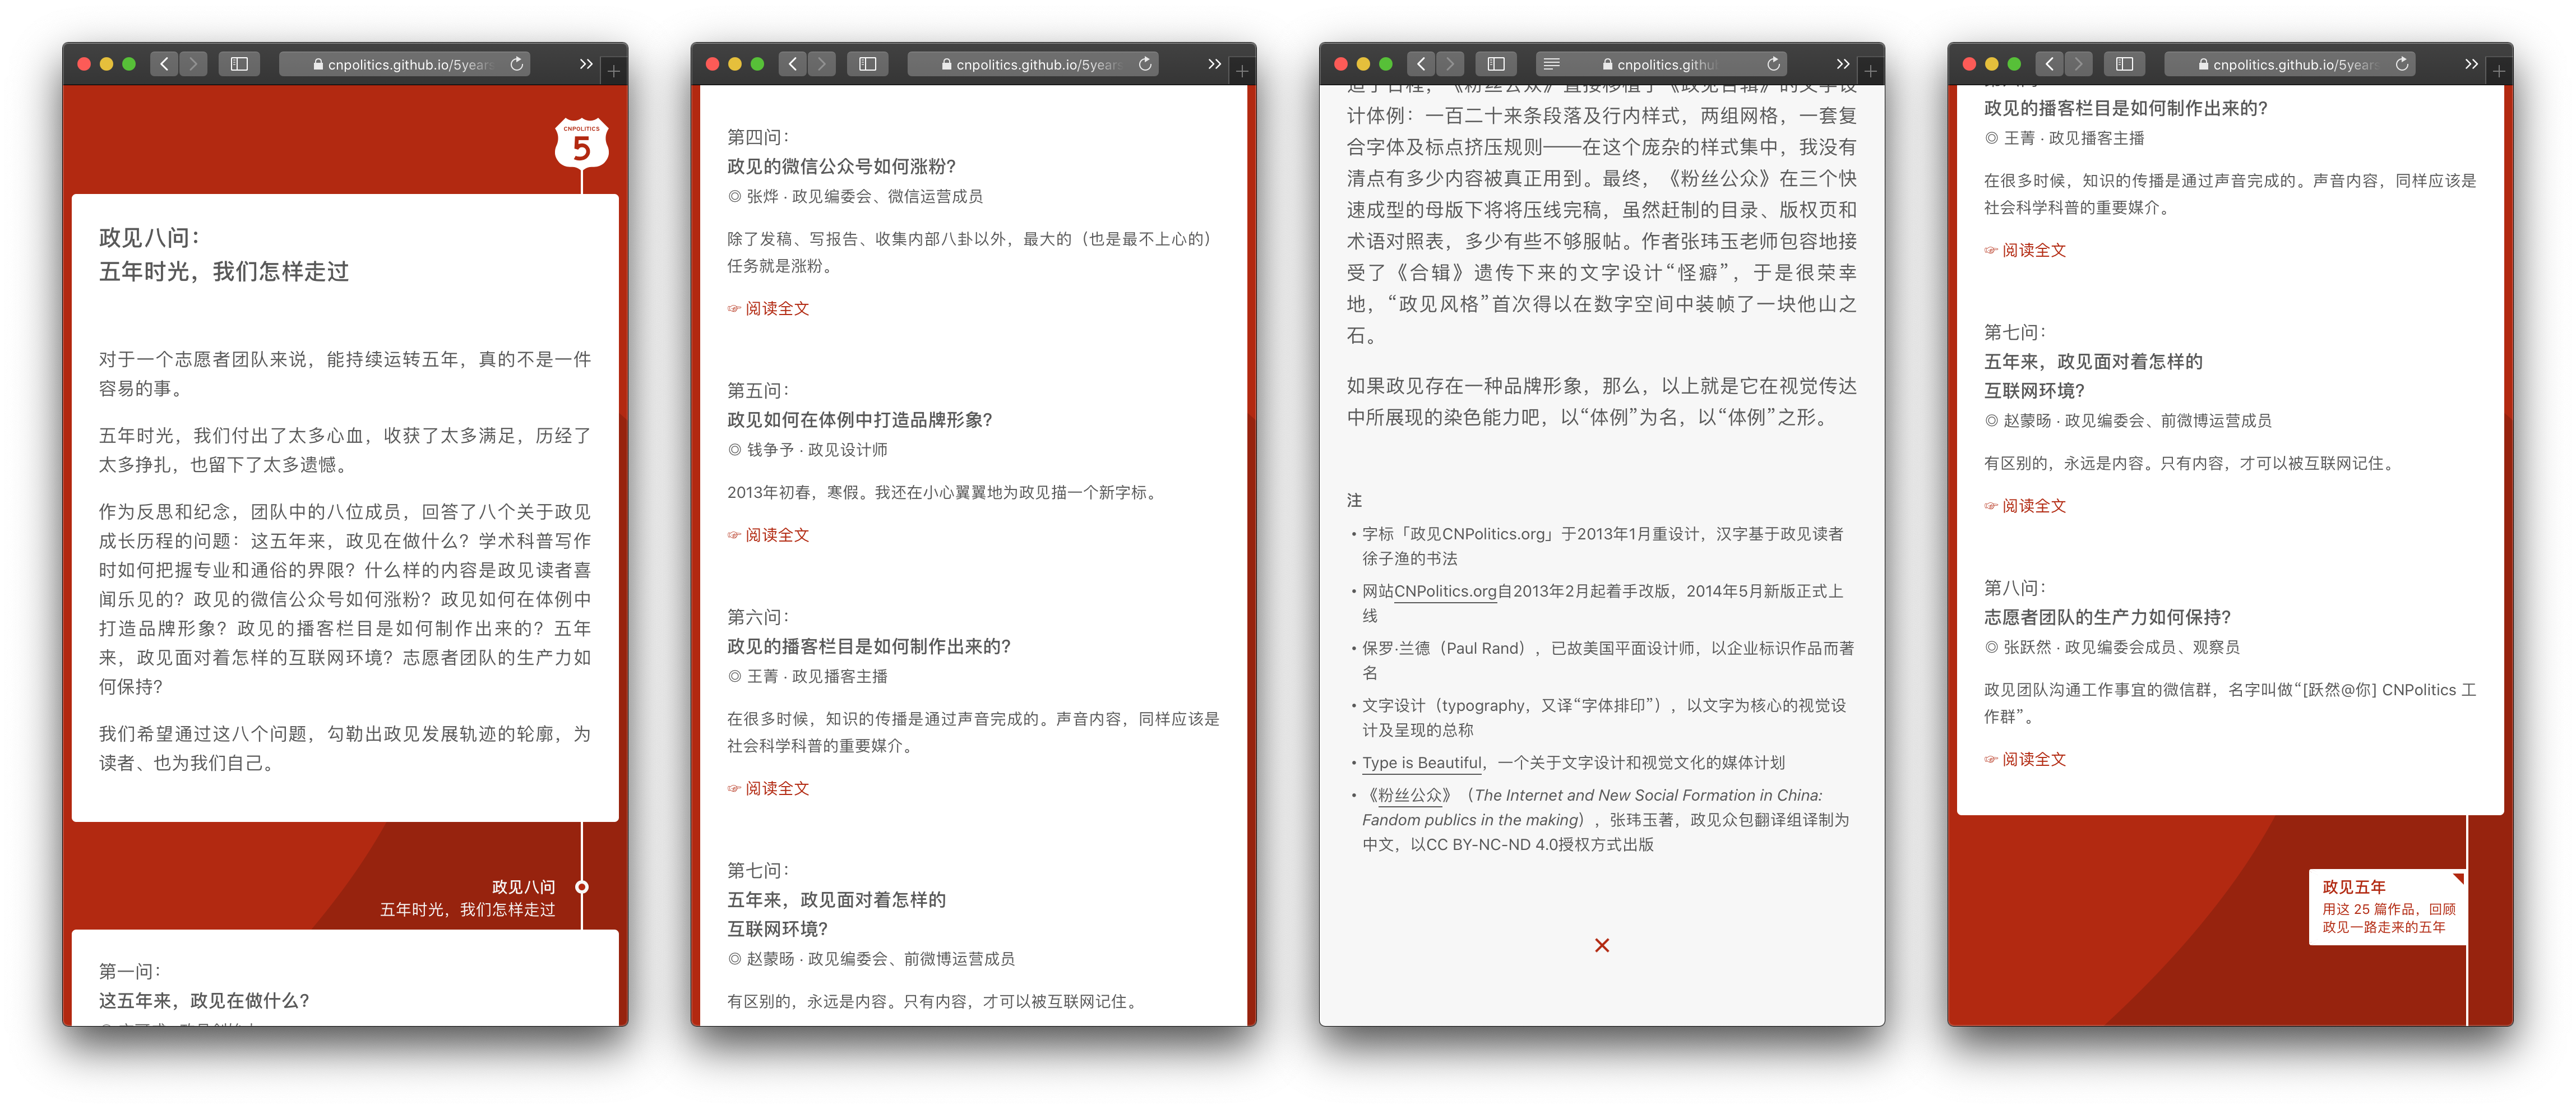 cnpolitics.github.io/5years
CNPOLITICS
5
政见八问：
五年时光，我们怎样走过
对于一个志愿者团队来说，能持续运转五年，真的不是一件
容易的事。
五年时光，我们付出了太多心血，收获了太多满足，历经了
太多挣扎，也留下了太多遗憾。
作为反思和纪念，团队中的八位成员，回答了八个关于政见
成长历程的问题：这五年来，政见在做什么？学术科普写作
时如何把握专业和通俗的界限？什么样的内容是政见读者喜
闻乐见的？政见的微信公众号如何涨粉？政见如何在体例中
打造品牌形象？政见的播客栏目是如何制作出来的？五年
来，政见面对着怎样的互联网环境？志愿者团队的生产力如
何保持？
我们希望通过这八个问题，勾勒出政见发展轨迹的轮廓，为
读者、也为我们自己。
政见八问
五年时光，我们怎样走过
第一问：
这五年来，政见在做什么？
cnpolitics.github.io/5years
第四问：
政见的微信公众号如何涨粉？
◎ 张烨 · 政见编委会、微信运营成员
除了发稿、写报告、收集内部八卦以外，最大的（也是最不上心的）
任务就是涨粉。
☞ 阅读全文
第五问：
政见如何在体例中打造品牌形象？
◎ 钱争予 · 政见设计师
2013年初春，寒假。我还在小心翼翼地为政见描一个新字标。
☞ 阅读全文
第六问：
政见的播客栏目是如何制作出来的？
◎ 王菁 · 政见播客主播
在很多时候，知识的传播是通过声音完成的。声音内容，同样应该是
社会科学科普的重要媒介。
☞ 阅读全文
第七问：
五年来，政见面对着怎样的
互联网环境？
◎ 赵蒙旸 · 政见编委会、前微博运营成员
有区别的，永远是内容。只有内容，才可以被互联网记住。
cnpolitics.github
造了日程，《粉丝公众》直接移植了《政见合辑》的文字设
计体例：一百二十来条段落及行内样式，两组网格，一套复
合字体及标点挤压规则——在这个庞杂的样式集中，我没有
清点有多少内容被真正用到。最终，《粉丝公众》在三个快
速成型的母版下将将压线完稿，虽然赶制的目录、版权页和
术语对照表，多少有些不够服帖。作者张玮玉老师包容地接
受了《合辑》遗传下来的文字设计“怪癖”，于是很荣幸
地，“政见风格”首次得以在数字空间中装帧了一块他山之
石。
如果政见存在一种品牌形象，那么，以上就是它在视觉传达
中所展现的染色能力吧，以“体例”为名，以“体例”之形。
注
• 字标「政见CNPolitics.org」于2013年1月重设计，汉字基于政见读者
徐子渔的书法
• 网站CNPolitics.org自2013年2月起着手改版，2014年5月新版正式上
线
• 保罗·兰德（Paul Rand），已故美国平面设计师，以企业标识作品而著
名
• 文字设计（typography，又译“字体排印”），以文字为核心的视觉设
计及呈现的总称
• Type is Beautiful，一个关于文字设计和视觉文化的媒体计划
• 《粉丝公众》（The Internet and New Social Formation in China:
Fandom publics in the making），张玮玉著，政见众包翻译组译制为
中文，以CC BY-NC-ND 4.0授权方式出版
×
cnpolitics.github.io/5years
政见的播客栏目是如何制作出来的？
◎ 王菁 · 政见播客主播
在很多时候，知识的传播是通过声音完成的。声音内容，同样应该是
社会科学科普的重要媒介。
☞ 阅读全文
第七问：
五年来，政见面对着怎样的
互联网环境？
◎ 赵蒙旸 · 政见编委会、前微博运营成员
有区别的，永远是内容。只有内容，才可以被互联网记住。
☞ 阅读全文
第八问：
志愿者团队的生产力如何保持？
◎ 张跃然 · 政见编委会成员、观察员
政见团队沟通工作事宜的微信群，名字叫做“[跃然@你] CNPolitics 工
作群”。
☞ 阅读全文
政见五年
用这 25 篇作品，回顾
政见一路走来的五年